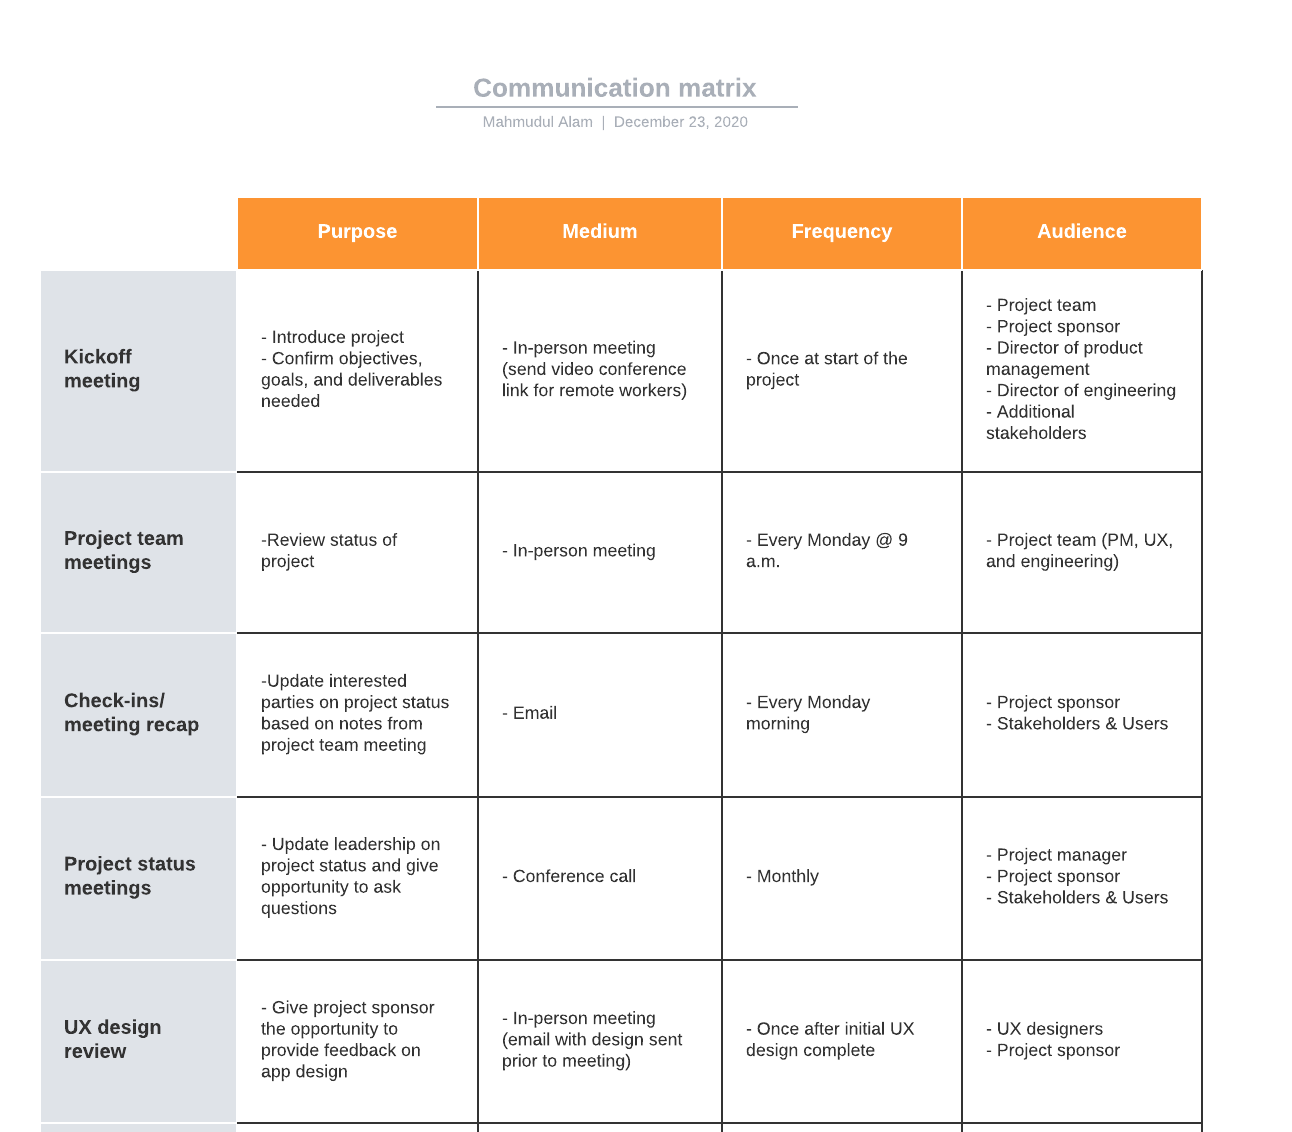 Communication matrix
Mahmudul Alam | December 23, 2020
Purpose
Medium
Frequency
Audience
Kickoff
meeting
- Introduce project
- Confirm objectives,
goals, and deliverables
needed
- In-person meeting
(send video conference
link for remote workers)
- Once at start of the
project
- Project team
- Project sponsor
- Director of product
management
- Director of engineering
- Additional
stakeholders
Project team
meetings
-Review status of
project
- In-person meeting
- Every Monday @ 9
a.m.
- Project team (PM, UX,
and engineering)
Check-ins/
meeting recap
-Update interested
parties on project status
based on notes from
project team meeting
- Email
- Every Monday
morning
- Project sponsor
- Stakeholders & Users
Project status
meetings
- Update leadership on
project status and give
opportunity to ask
questions
- Conference call
- Monthly
- Project manager
- Project sponsor
- Stakeholders & Users
UX design
review
- Give project sponsor
the opportunity to
provide feedback on
app design
- In-person meeting
(email with design sent
prior to meeting)
- Once after initial UX
design complete
- UX designers
- Project sponsor